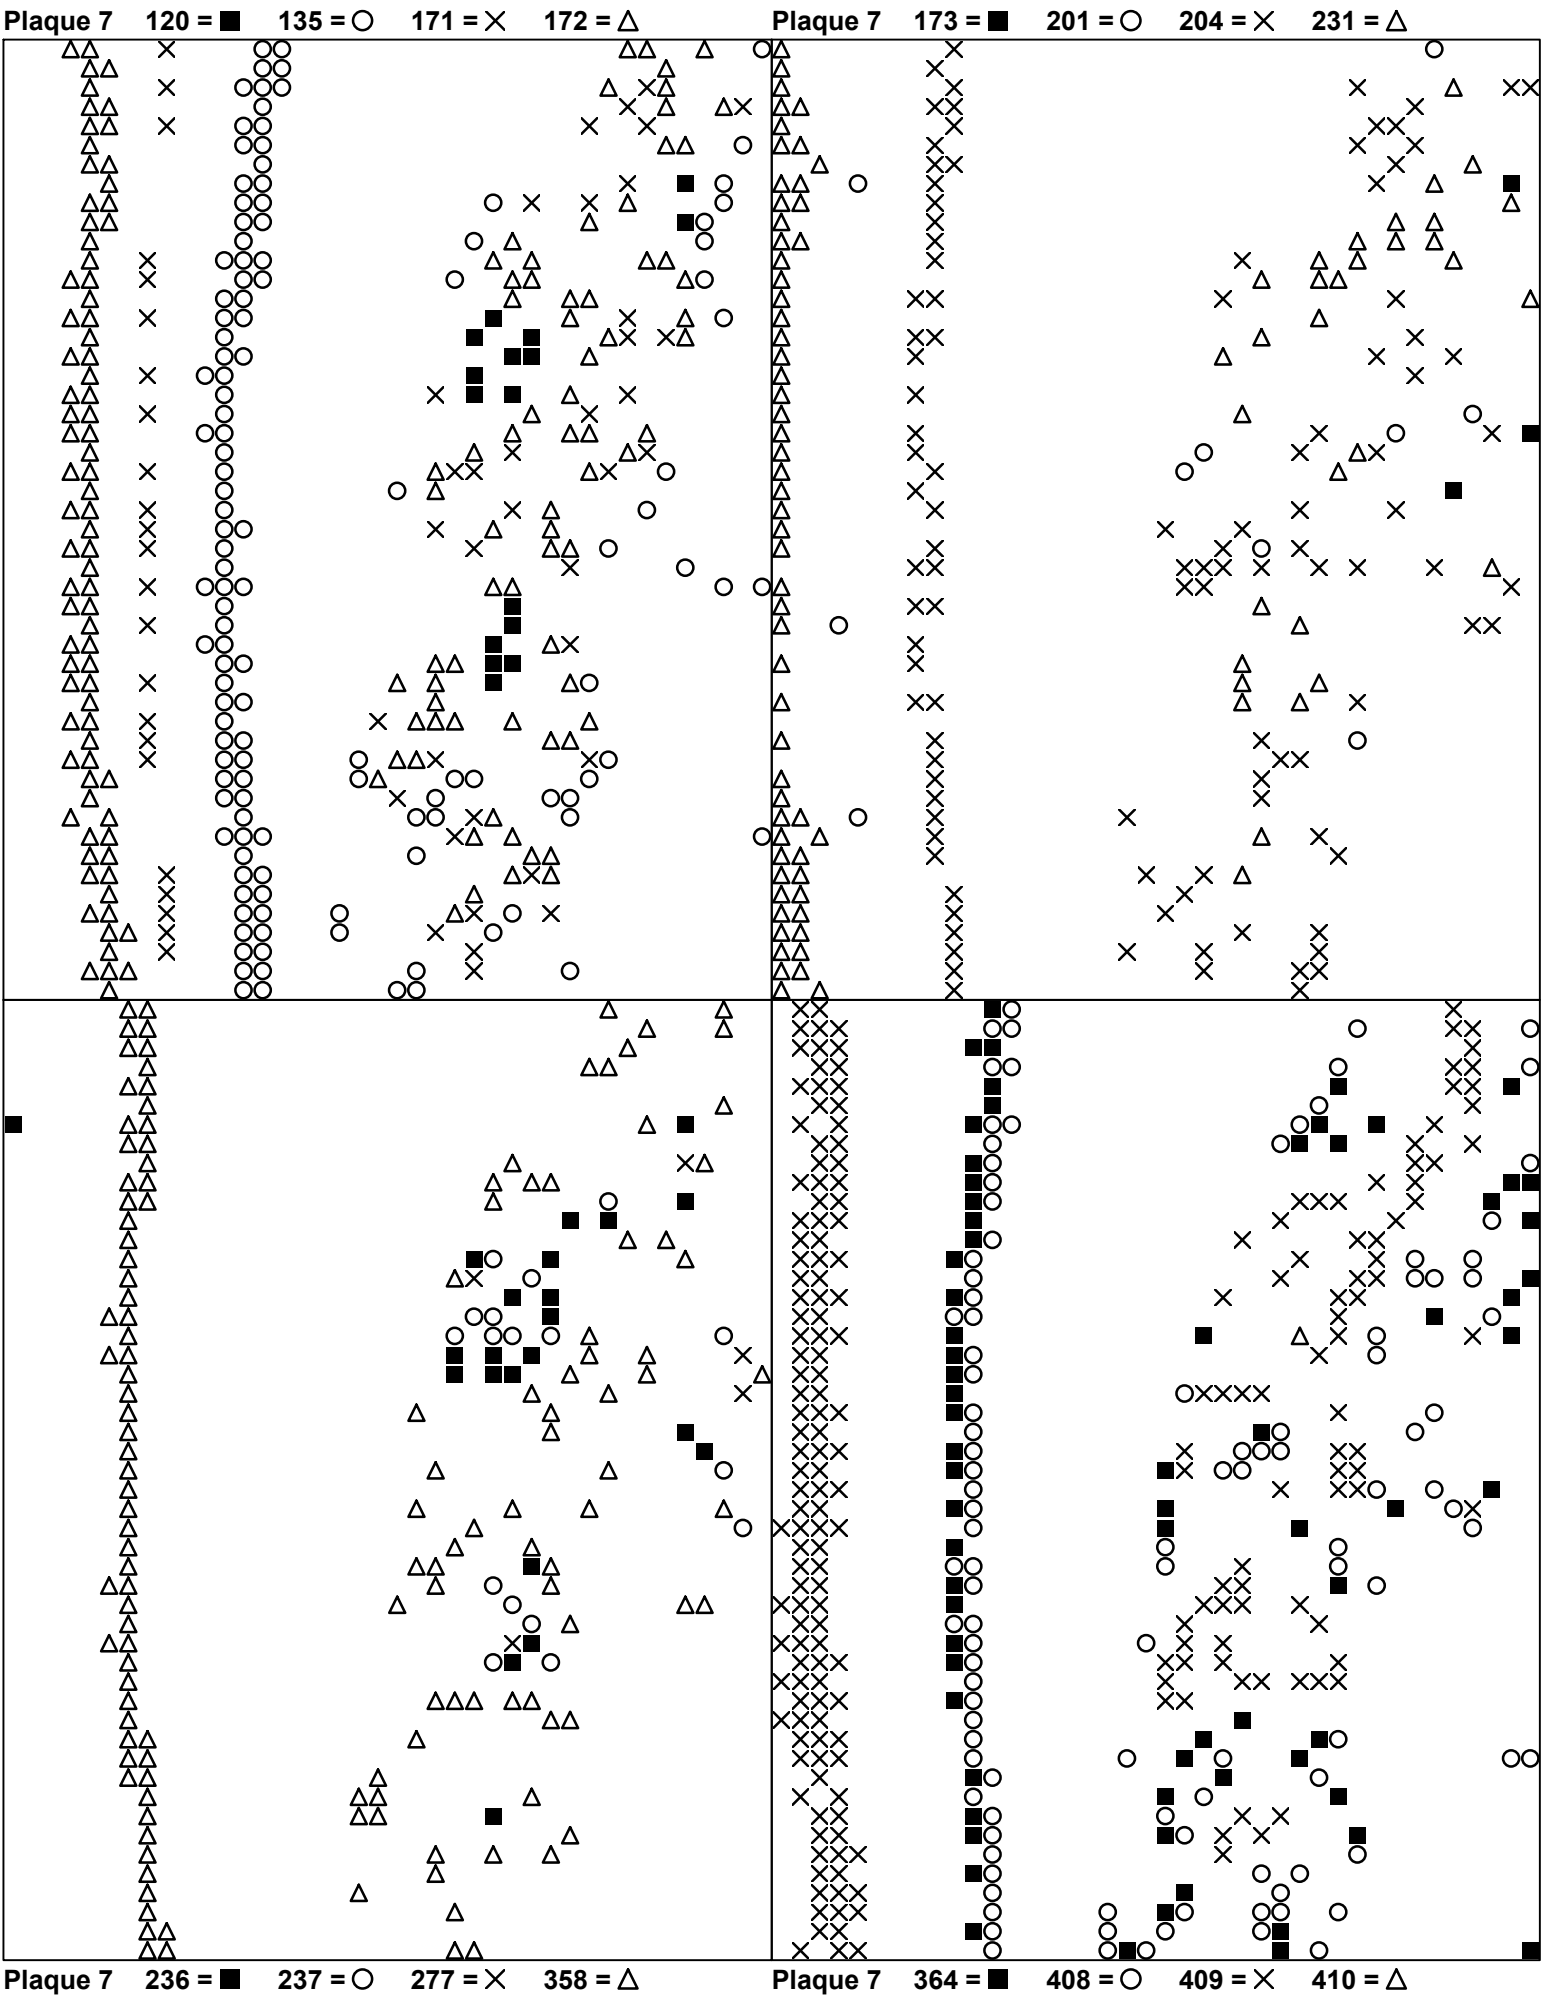 Plaque 7 120 = ■ 135 = ○ 171 = × 172 = △
Plaque 7 173 = ■ 201 = ○ 204 = × 231 = △
Plaque 7 236 = ■ 237 = ○ 277 = × 358 = △
Plaque 7 364 = ■ 408 = ○ 409 = × 410 = △